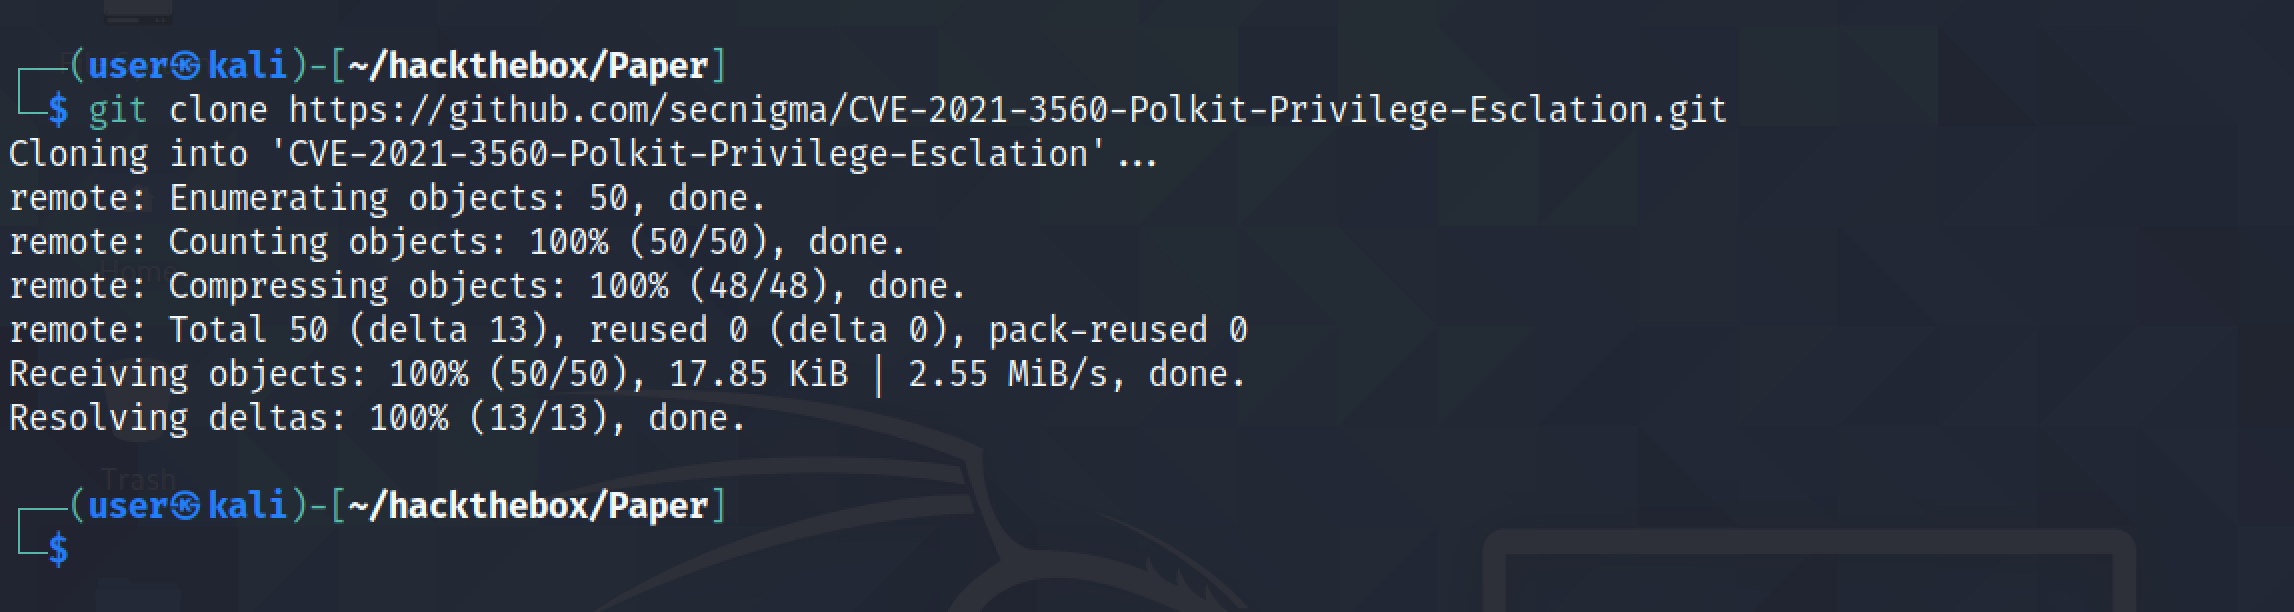 (user㉿kali)-[~/hackthebox/Paper]
$ git clone https://github.com/secnigma/CVE-2021-3560-Polkit-Privilege-Esclation.git
Cloning into 'CVE-2021-3560-Polkit-Privilege-Esclation'...
remote: Enumerating objects: 50, done.
remote: Counting objects: 100% (50/50), done.
remote: Compressing objects: 100% (48/48), done.
remote: Total 50 (delta 13), reused 0 (delta 0), pack-reused 0
Receiving objects: 100% (50/50), 17.85 KiB | 2.55 MiB/s, done.
Resolving deltas: 100% (13/13), done.
Trash
(user㉿kali)-[~/hackthebox/Paper]
$